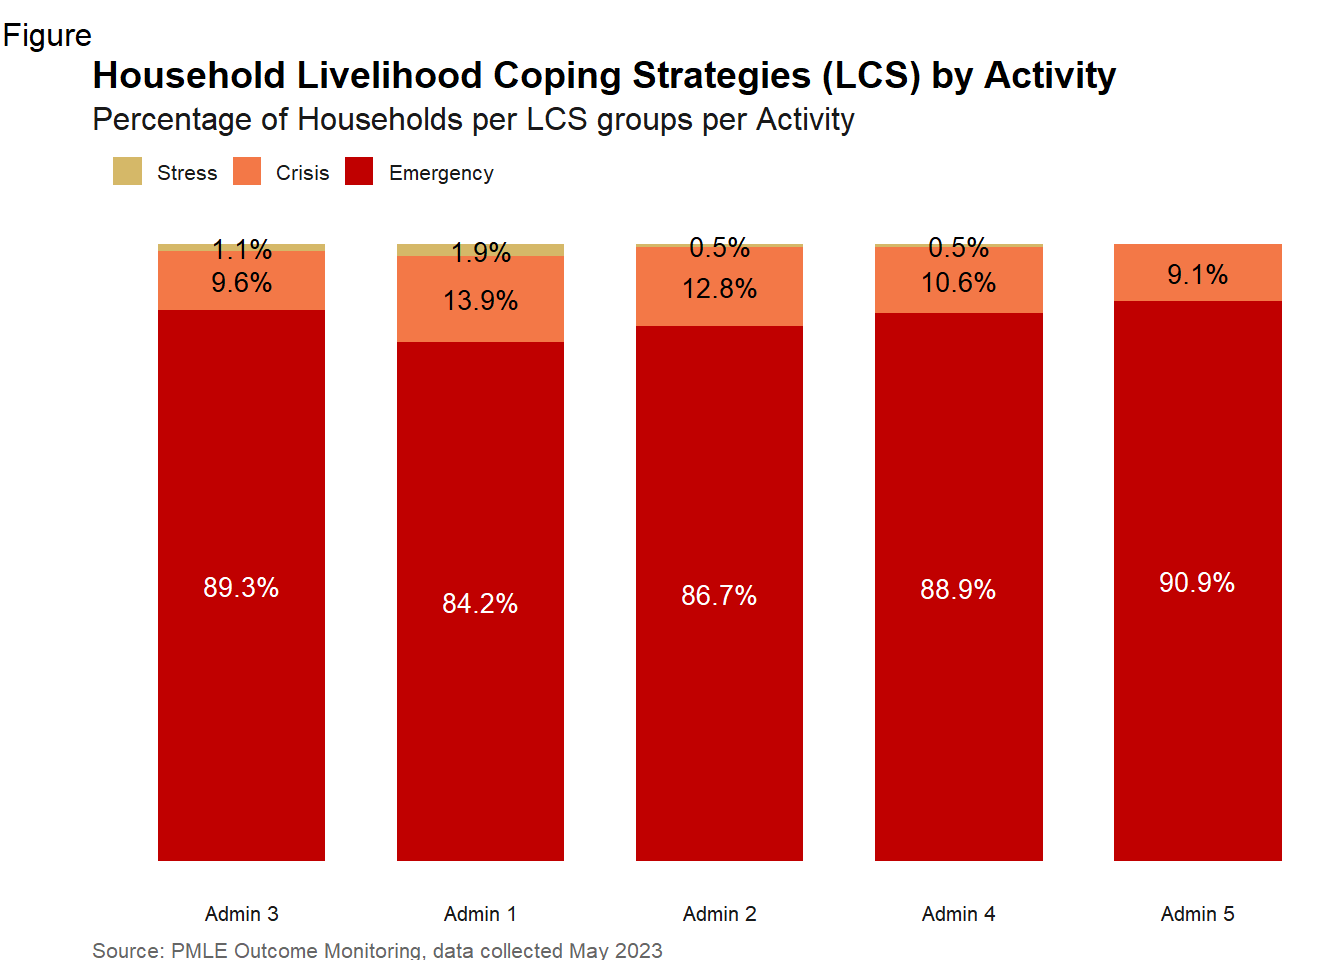 Figure
Household Livelihood Coping Strategies (LCS) by Activity
Percentage of Households per LCS groups per Activity
Stress Crisis Emergency
1.1% 1.9% 0.5% 0.5%
9.6% 13.9% 12.8% 10.6% 9.1%
89.3% 84.2% 86.7% 88.9% 90.9%
Admin 3 Admin 1 Admin 2 Admin 4 Admin 5
Source: PMLE Outcome Monitoring, data collected May 2023